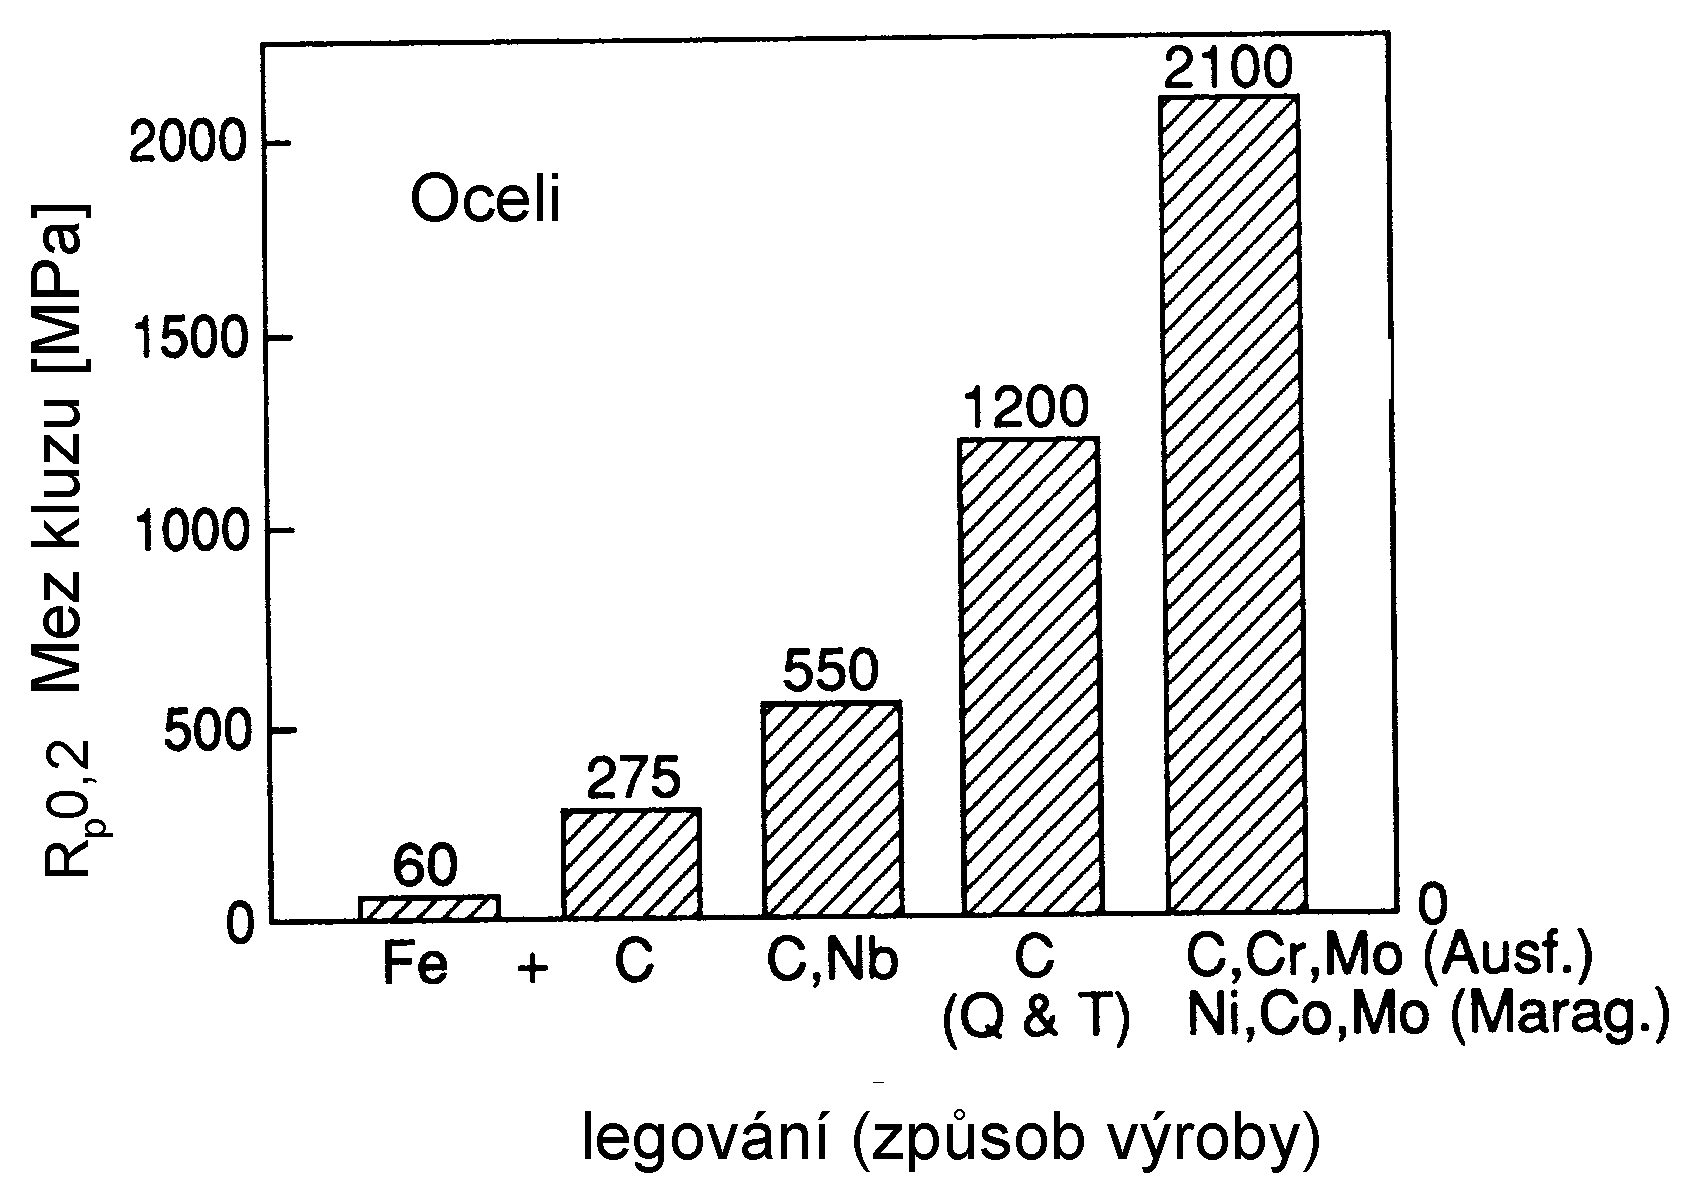 2100
2000
Oceli
1500
1200
1000
550
500
275
60
0
0
Rp0,2 Mez kluzu [MPa]
Fe + C C,Nb C C,Cr,Mo (Ausf.)
(Q & T) Ni,Co,Mo (Marag.)
legování (způsob výroby)